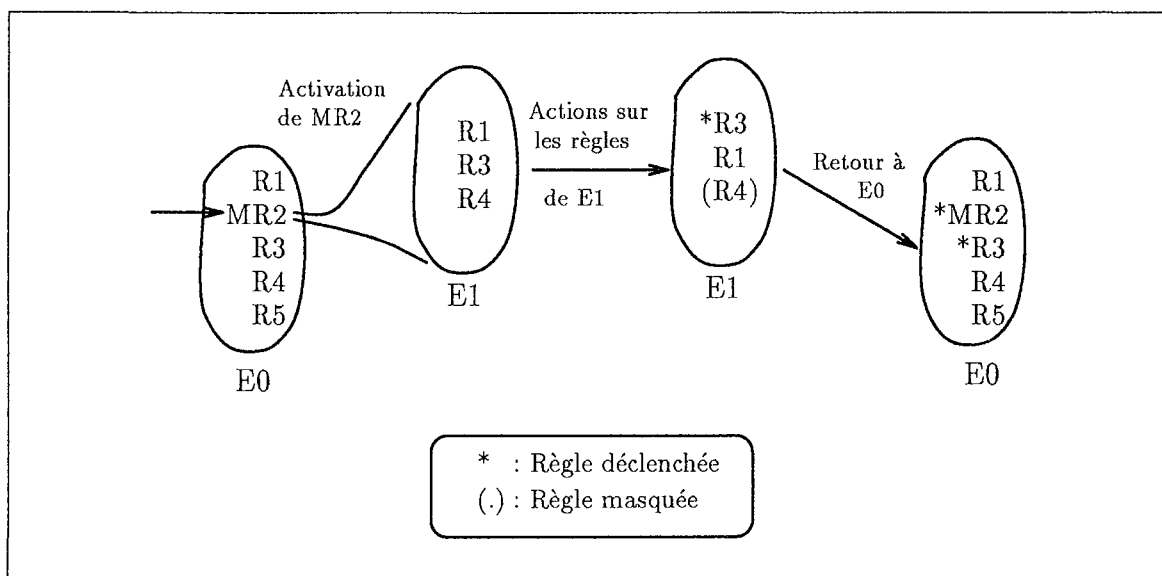 Activation
de MR2
R1
MR2
R3
R4
R5
E0
R1
R3
R4
E1
Actions sur
les règles
de E1
*R3
R1
(R4)
E1
Retour à
E0
R1
*MR2
*R3
R4
R5
E0
* : Règle déclenchée
(.) : Règle masquée